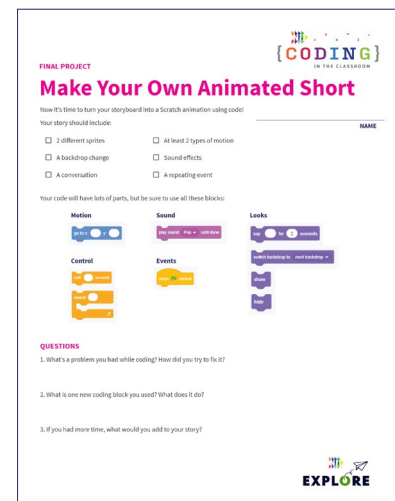 {CODING}
IN THE CLASSROOM
FINAL PROJECT
Make Your Own Animated Short
Now it's time to turn your storyboard into a Scratch animation using code!
Your story should include:
NAME
2 different sprites
At least 2 types of motion
A backdrop change
Sound effects
A conversation
A repeating event
Your code will have lots of parts, but be sure to use all these blocks:
Motion
Sound
Looks
go to x: y:
play sound Pop until done
say for 2 seconds
switch backdrop to next backdrop
Control
Events
wait seconds
when clicked
show
repeat
hide
QUESTIONS
1. What's a problem you had while coding? How did you try to fix it?
2. What is one new coding block you used? What does it do?
3. If you had more time, what would you add to your story?
EXPLORE